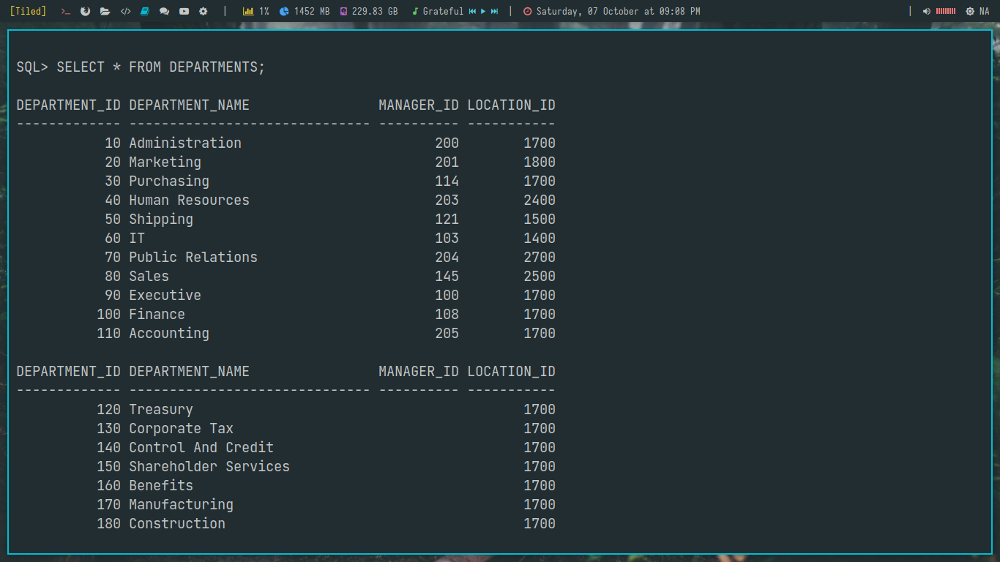 [Tiled] >_ </> | 1% 1452 MB 229.83 GB Grateful | Saturday, 07 October at 09:08 PM | NA
SQL> SELECT * FROM DEPARTMENTS;
DEPARTMENT_ID DEPARTMENT_NAME                MANAGER_ID LOCATION_ID
------------- ------------------------------ ---------- -----------
           10 Administration                        200        1700
           20 Marketing                             201        1800
           30 Purchasing                            114        1700
           40 Human Resources                       203        2400
           50 Shipping                              121        1500
           60 IT                                    103        1400
           70 Public Relations                      204        2700
           80 Sales                                 145        2500
           90 Executive                             100        1700
          100 Finance                               108        1700
          110 Accounting                            205        1700
DEPARTMENT_ID DEPARTMENT_NAME                MANAGER_ID LOCATION_ID
------------- ------------------------------ ---------- -----------
          120 Treasury                                         1700
          130 Corporate Tax                                    1700
          140 Control And Credit                               1700
          150 Shareholder Services                             1700
          160 Benefits                                         1700
          170 Manufacturing                                    1700
          180 Construction                                     1700